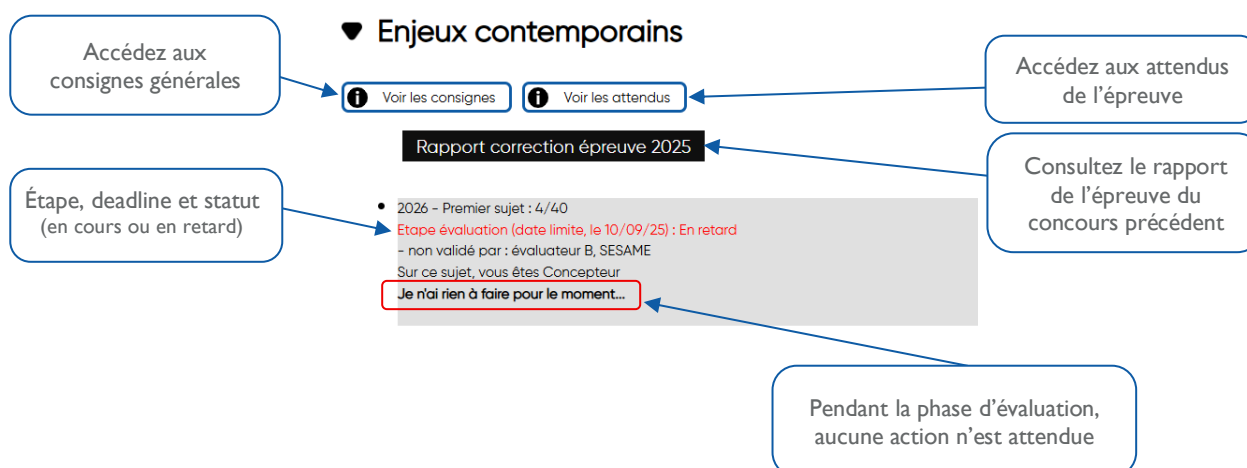 Enjeux contemporains
Accédez aux
consignes générales
Voir les consignes
Voir les attendus
Accédez aux attendus
de l'épreuve
Rapport correction épreuve 2025
Consultez le rapport
de l'épreuve du
concours précédent
Étape, deadline et statut
(en cours ou en retard)
2026 - Premier sujet : 4/40
Etape évaluation (date limite, le 10/09/25) : En retard
- non validé par : évaluateur B, SESAME
Sur ce sujet, vous êtes Concepteur
Je n'ai rien à faire pour le moment...
Pendant la phase d'évaluation,
aucune action n'est attendue